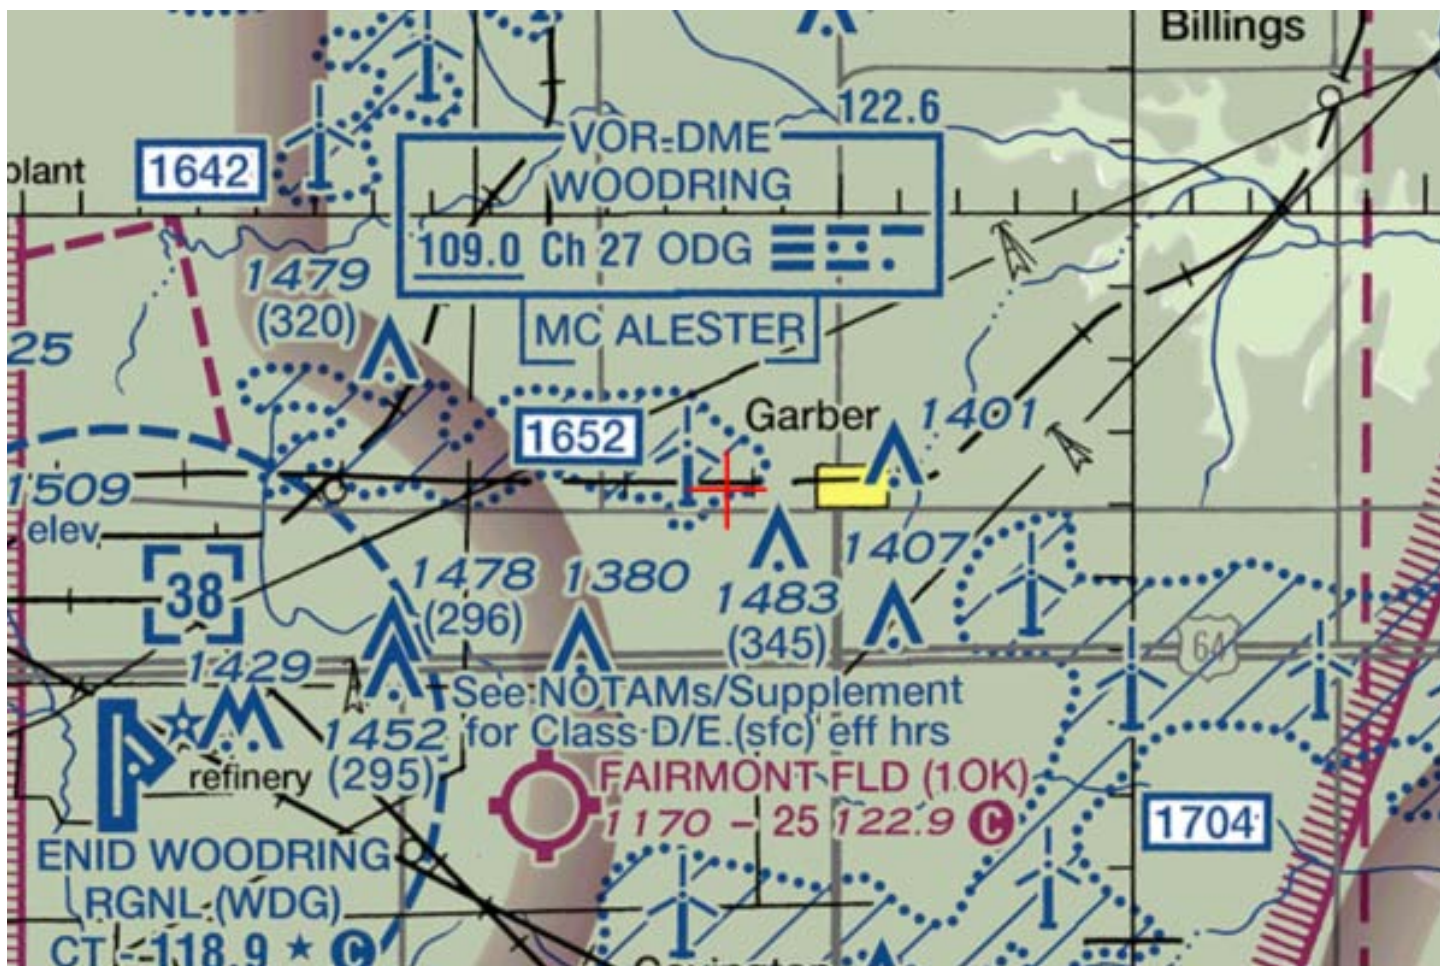 Billings
122.6
VOR-DME
WOODRING
plant
1642
109.0 Ch 27 ODG
1479
(320)
MC ALESTER
25
Garber
1401
1652
1509
elev
38
1478
(296)
1380
1407
1483
(345)
64
1429
See NOTAMs/Supplement
for Class D/E (sfc) eff hrs
1452
(295)
refinery
FAIRMONT FLD (1OK)
1170 - 25 122.9 C
1704
ENID WOODRING
RGNL (WDG)
CT - 118.9 ★ C
Covington